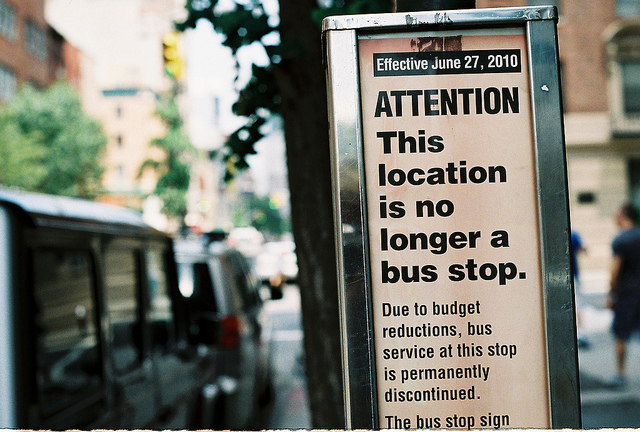 Effective June 27, 2010
ATTENTION
This
location
is no
longer a
bus stop.
Due to budget
reductions, bus
service at this stop
is permanently
discontinued.
The bus stop sign